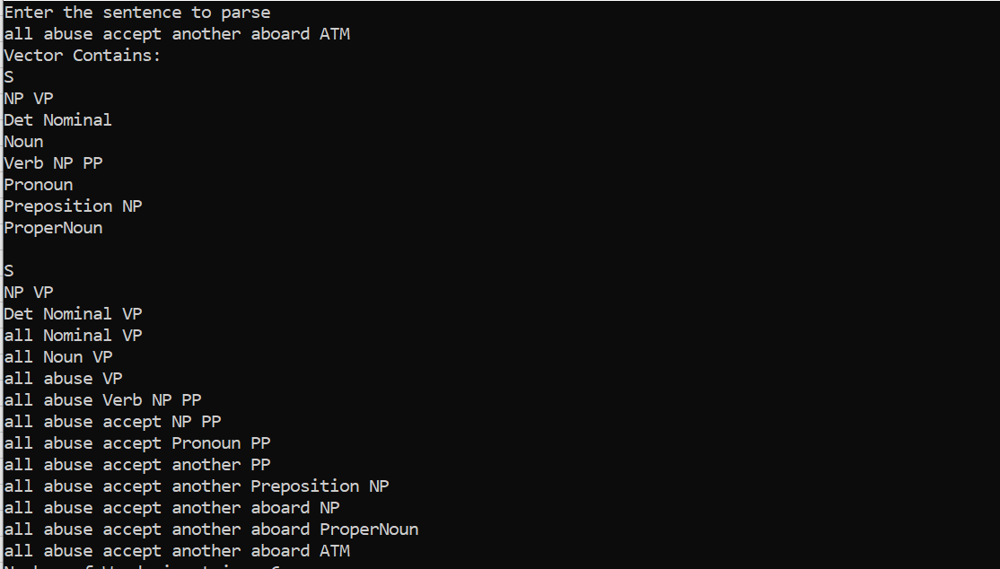 Enter the sentence to parse
all abuse accept another aboard ATM
Vector Contains:
S
NP VP
Det Nominal
Noun
Verb NP PP
Pronoun
Preposition NP
ProperNoun
S
NP VP
Det Nominal VP
all Nominal VP
all Noun VP
all abuse VP
all abuse Verb NP PP
all abuse accept NP PP
all abuse accept Pronoun PP
all abuse accept another PP
all abuse accept another Preposition NP
all abuse accept another aboard NP
all abuse accept another aboard ProperNoun
all abuse accept another aboard ATM